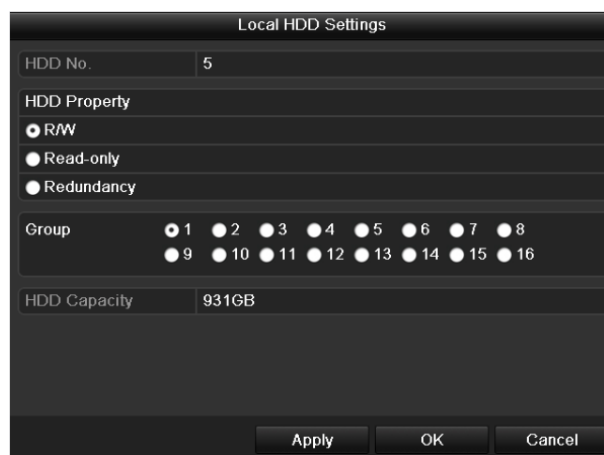 Local HDD Settings
HDD No. 5
HDD Property
R/W
Read-only
Redundancy
Group 1 2 3 4 5 6 7 8
9 10 11 12 13 14 15 16
HDD Capacity 931GB
Apply OK Cancel